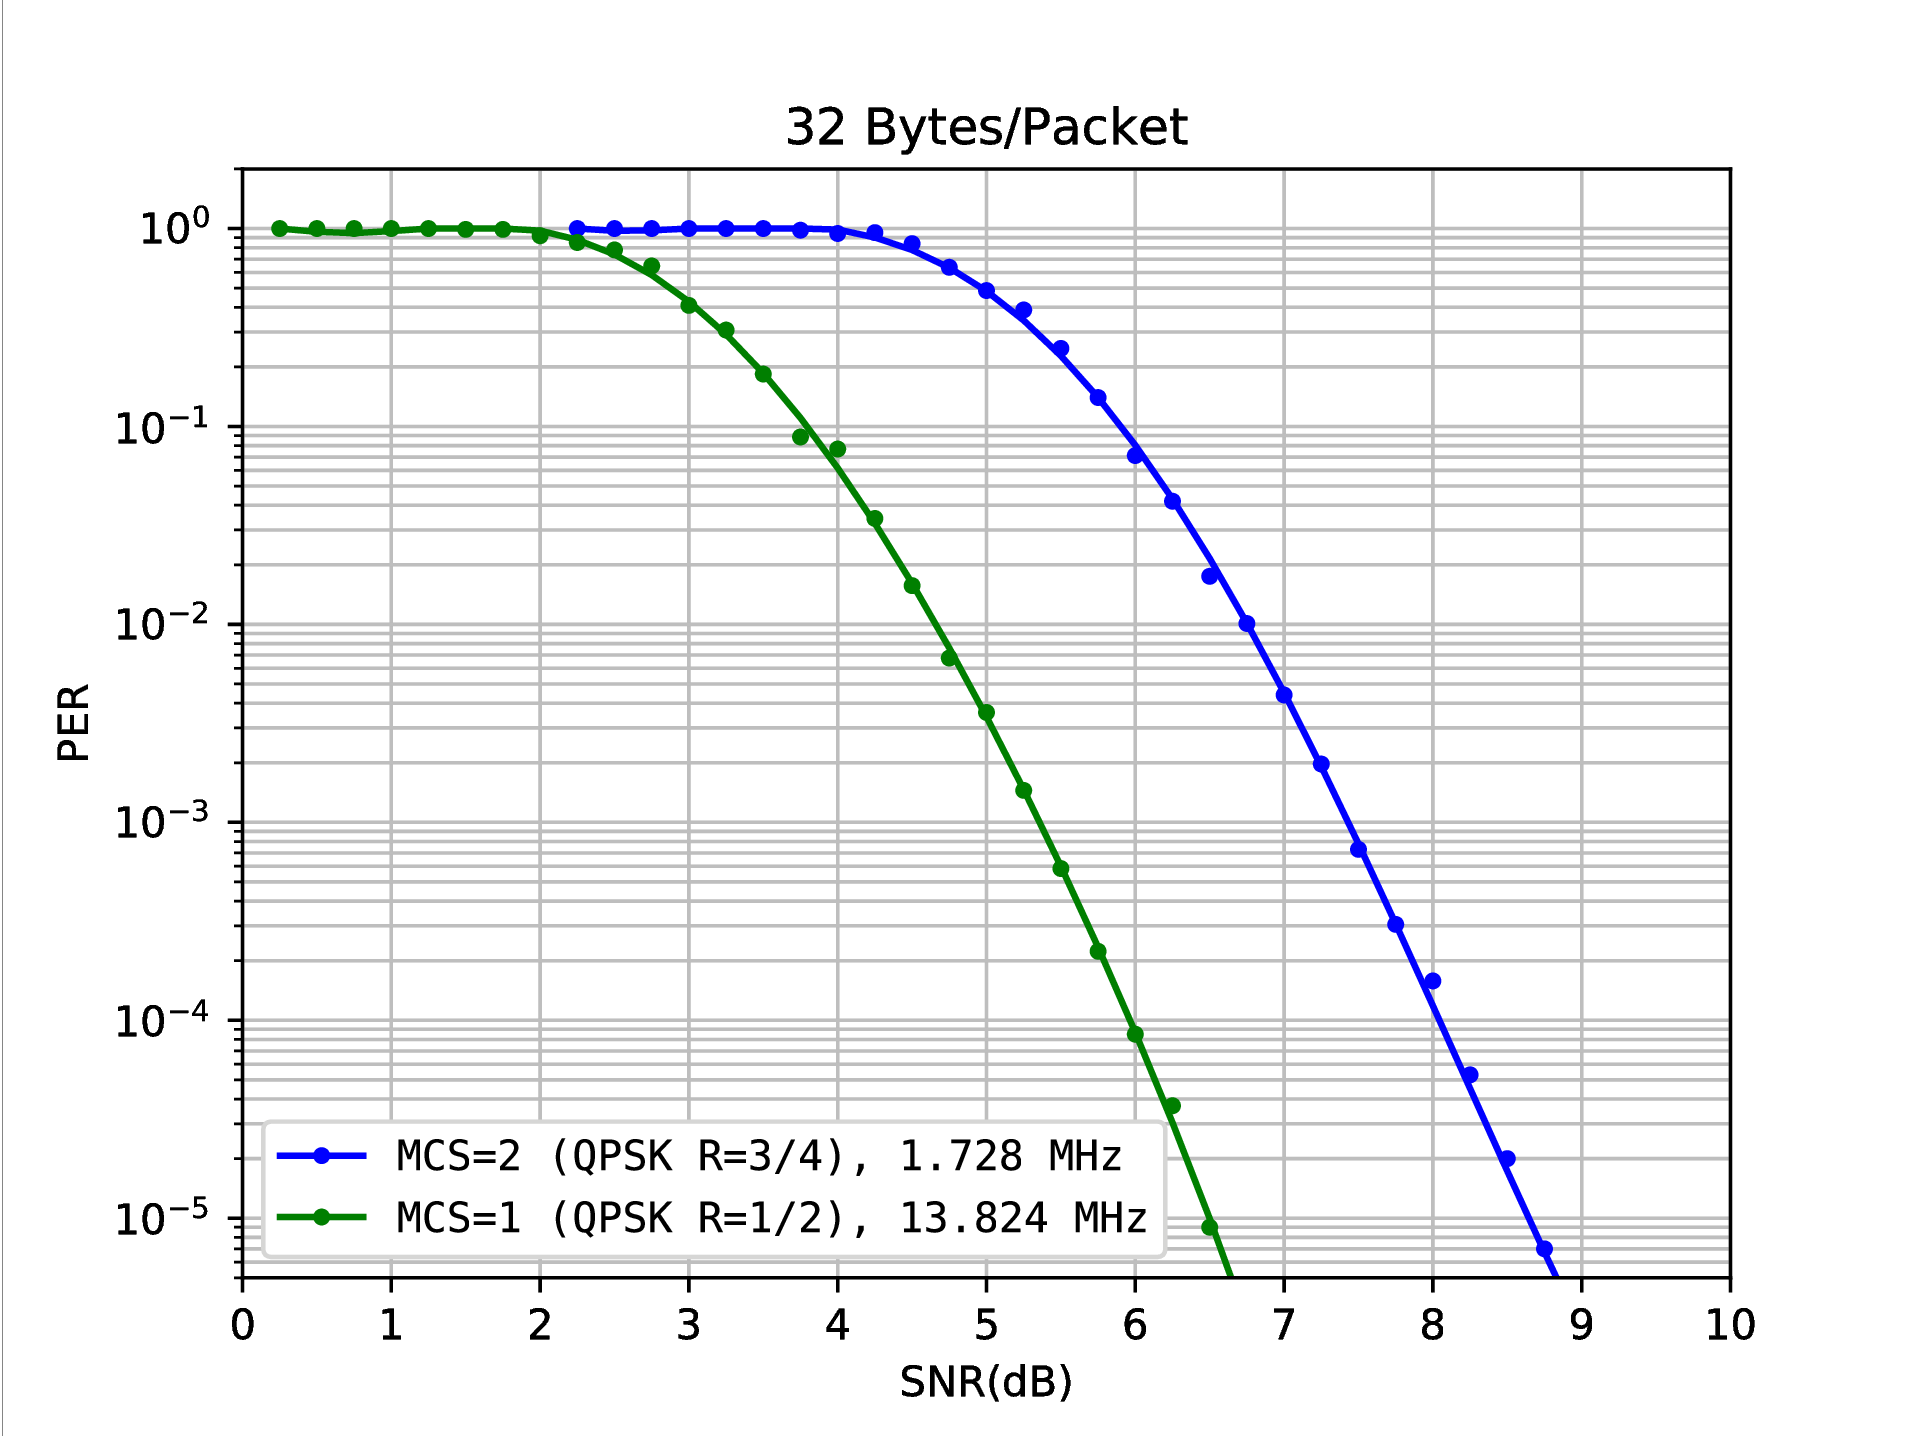 32 Bytes/Packet
10⁰
10⁻¹
10⁻²
10⁻³
10⁻⁴
10⁻⁵
PER
MCS=2 (QPSK R=3/4), 1.728 MHz
MCS=1 (QPSK R=1/2), 13.824 MHz
0 1 2 3 4 5 6 7 8 9 10
SNR(dB)